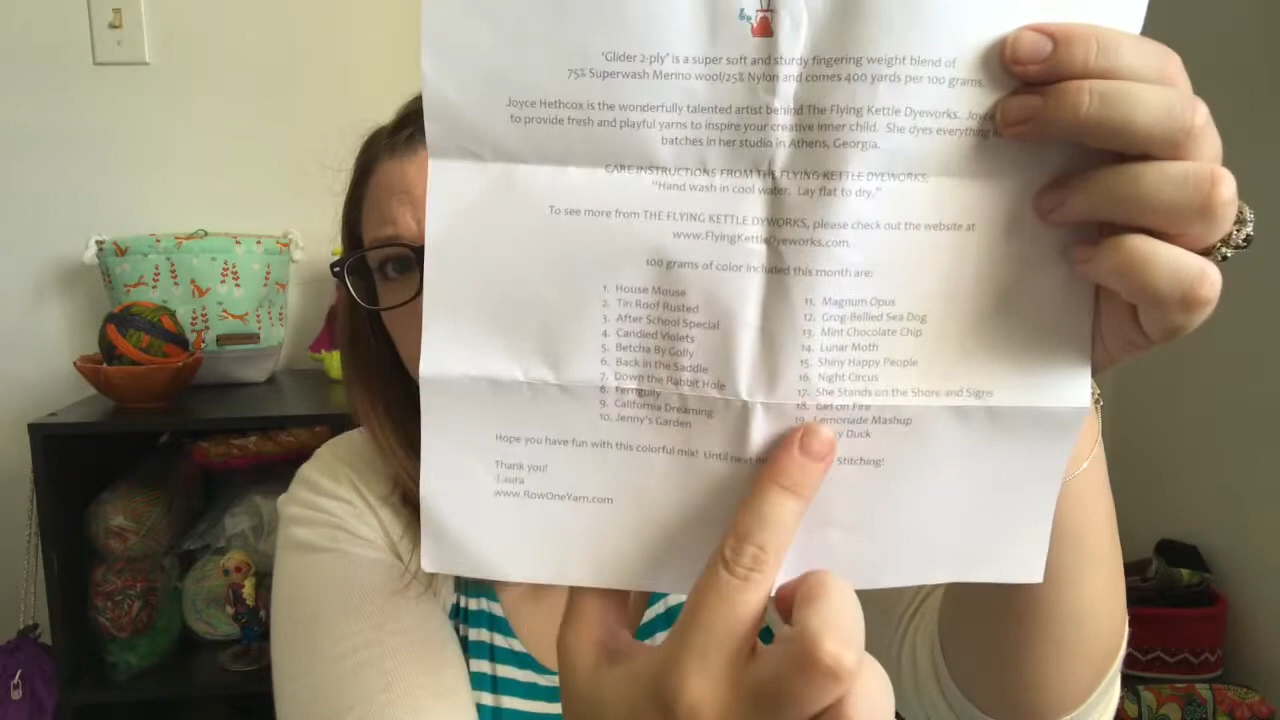 'Glider 2-ply' is a super soft and sturdy fingering weight blend of
75% Superwash Merino wool/25% Nylon and comes 400 yards per 100 grams.
Joyce Hethcox is the wonderfully talented artist behind The Flying Kettle Dyeworks. Joyce
to provide fresh and playful yarns to inspire your creative inner child. She dyes everything
batches in her studio in Athens, Georgia.
CARE INSTRUCTIONS FROM THE FLYING KETTLE DYEWORKS:
"Hand wash in cool water. Lay flat to dry."
To see more from THE FLYING KETTLE DYWORKS, please check out the website at
www.FlyingKettleDyeworks.com.
100 grams of color included this month are:
1. House Mouse
2. Tin Roof Rusted
3. After School Special
4. Candied Violets
5. Betcha By Golly
6. Back in the Saddle
7. Down the Rabbit Hole
8. Ferngully
9. California Dreaming
10. Jenny's Garden
11. Magnum Opus
12. Grog-Bellied Sea Dog
13. Mint Chocolate Chip
14. Lunar Moth
15. Shiny Happy People
16. Night Circus
17. She Stands on the Shore and Signs
18. Girl on Fire
19. Lemonade Mashup
Duck
Hope you have fun with this colorful mix! Until next Stitching!
Thank you!
Laura
www.RowOneYarn.com